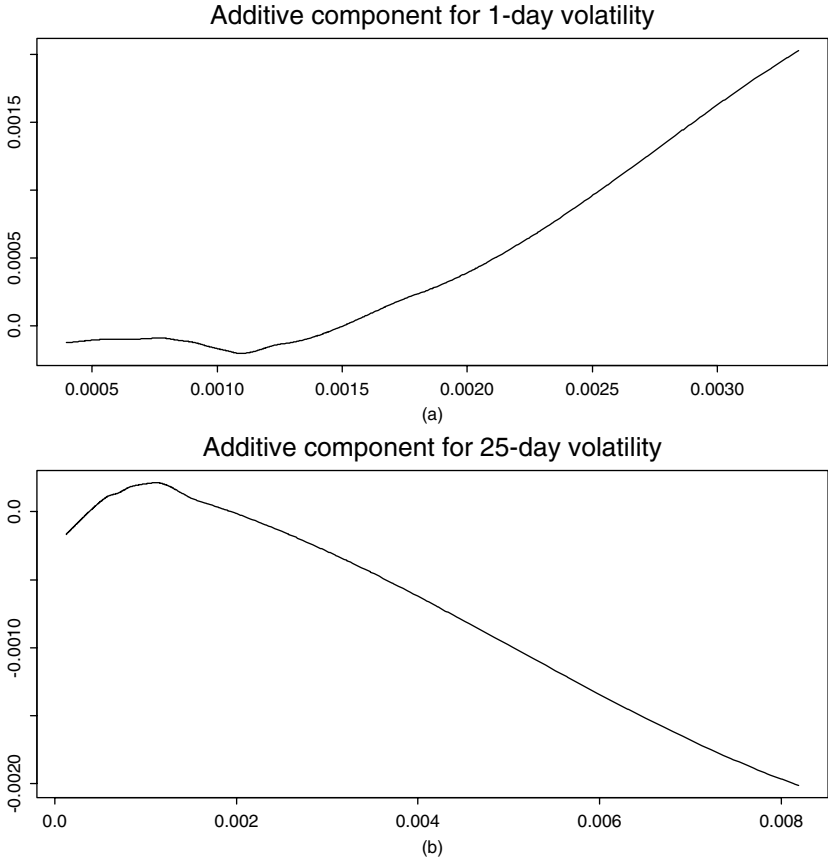 Additive component for 1-day volatility
0.0015
0.0005
0.0
0.0005 0.0010 0.0015 0.0020 0.0025 0.0030
(a)
Additive component for 25-day volatility
0.0
-0.0010
-0.0020
0.0 0.002 0.004 0.006 0.008
(b)